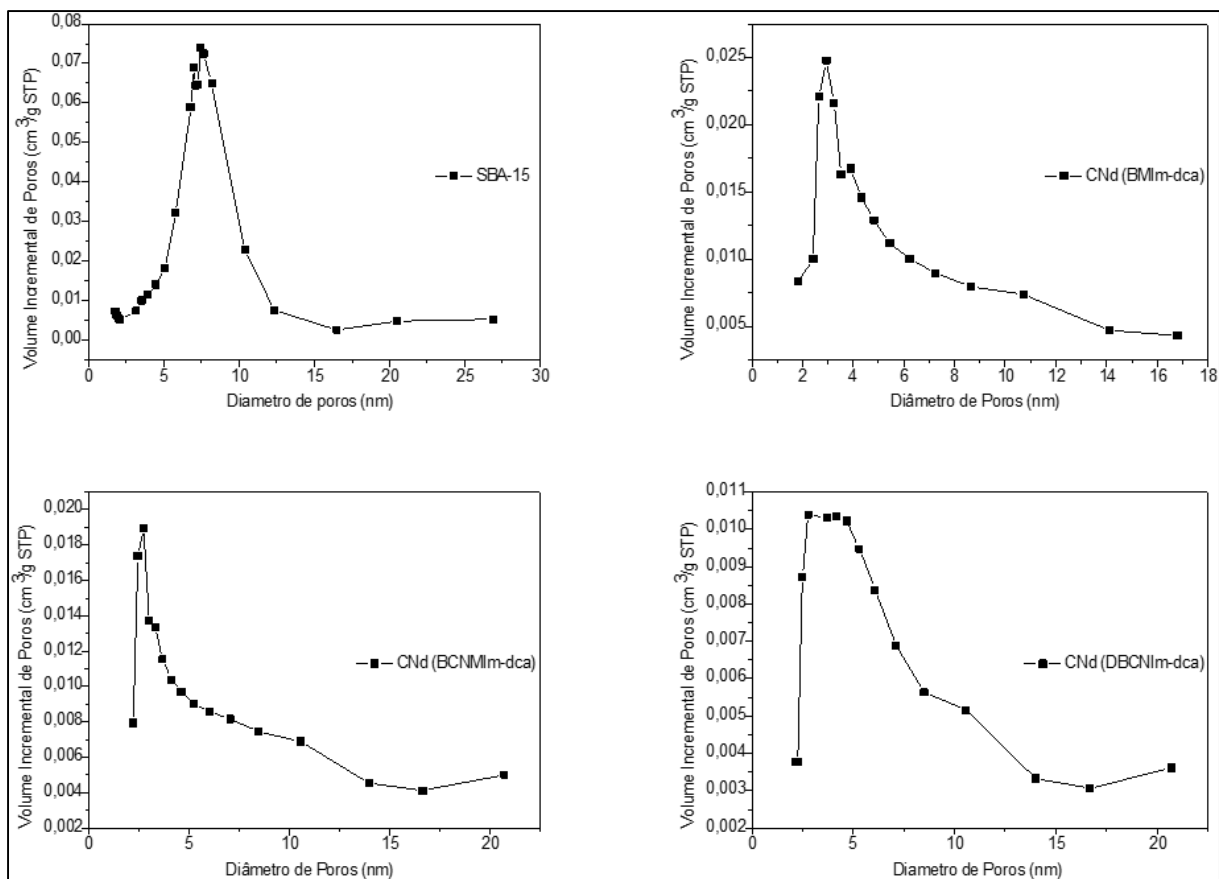 0,08
0,07
0,06
0,05
0,04
0,03
0,02
0,01
0,00
Volume Incremental de Poros (cm³/g STP)
SBA-15
0 5 10 15 20 25 30
Diametro de poros (nm)
0,025
0,020
0,015
0,010
0,005
Volume Incremental de Poros (cm³/g STP)
CNd (BMIm-dca)
0 2 4 6 8 10 12 14 16 18
Diâmetro de Poros (nm)
0,020
0,018
0,016
0,014
0,012
0,010
0,008
0,006
0,004
0,002
Volume Incremental de Poros (cm³/g STP)
CNd (BCNMIm-dca)
0 5 10 15 20
Diâmetro de Poros (nm)
0,011
0,010
0,009
0,008
0,007
0,006
0,005
0,004
0,003
0,002
Volume Incremental de Poros (cm³/g STP)
CNd (DBCNIm-dca)
0 5 10 15 20
Diametro de Poros (nm)